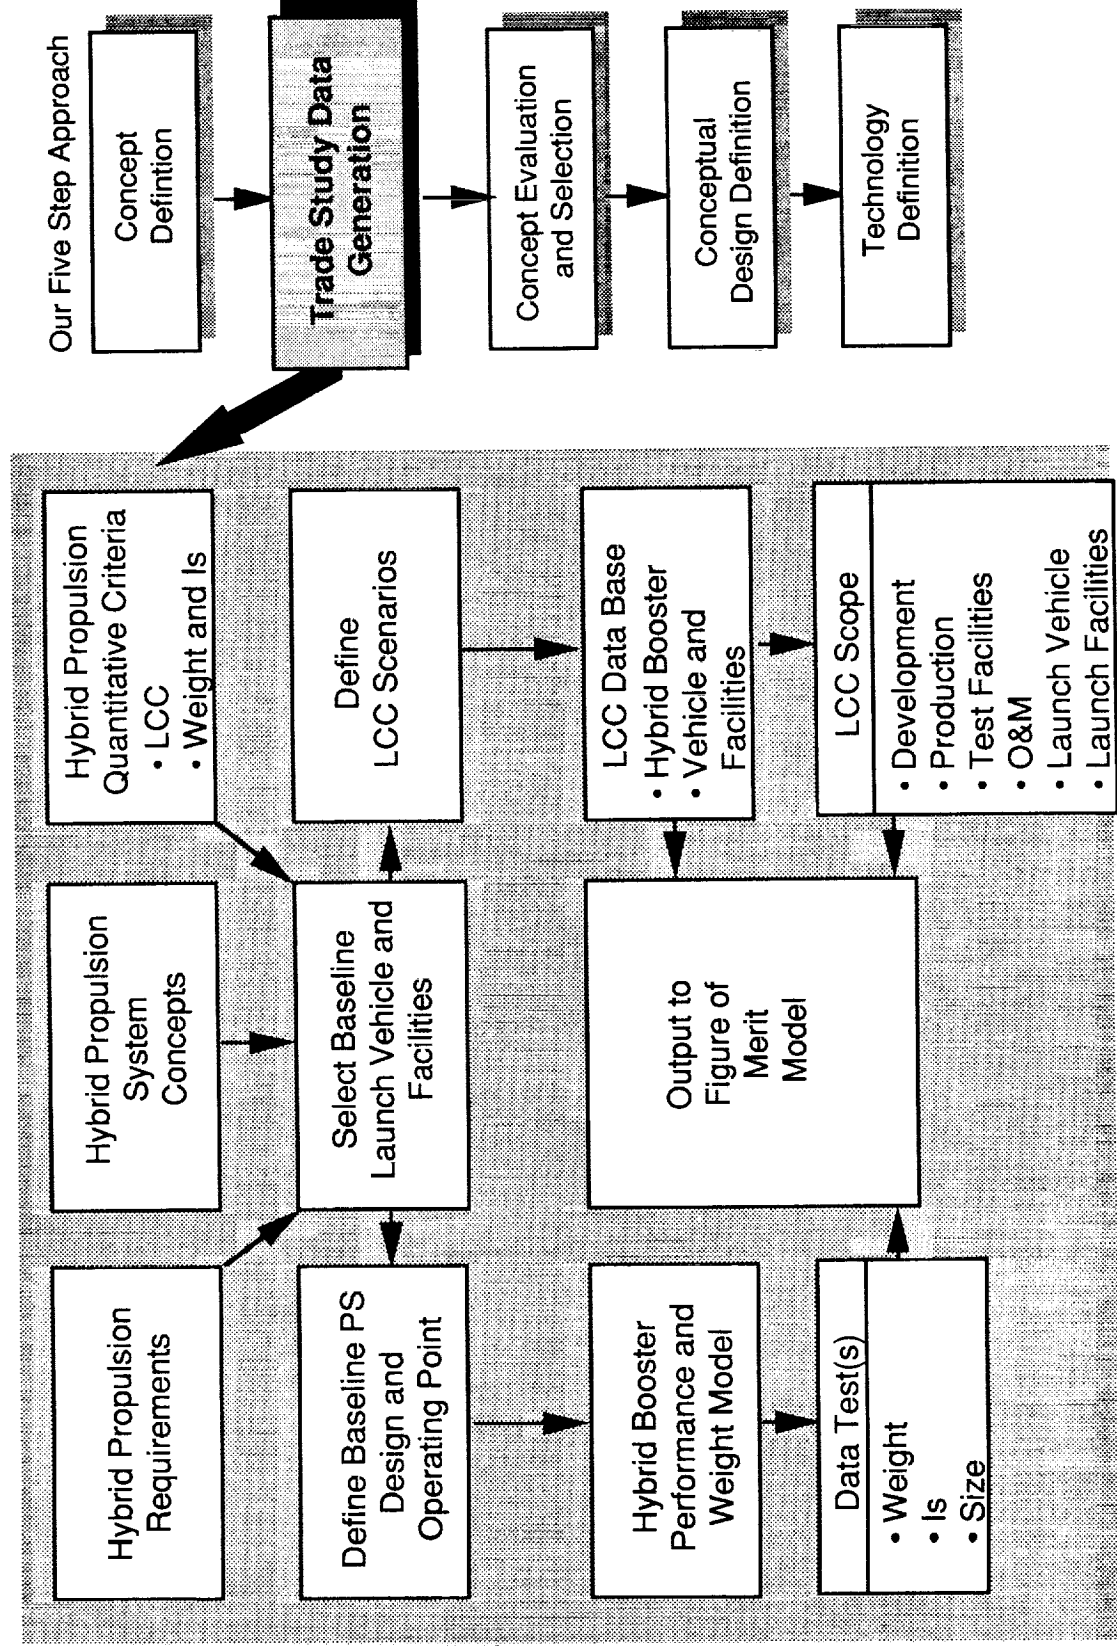 Our Five Step Approach
Concept
Defintion
Trade Study Data
Generation
Concept Evaluation
and Selection
Conceptual
Design Definition
Technology
Definition
Hybrid Propulsion
Requirements
Hybrid Propulsion
System
Concepts
Hybrid Propulsion
Quantitative Criteria
• LCC
• Weight and Is
Define Baseline PS
Design and
Operating Point
Select Baseline
Launch Vehicle and
Facilities
Define
LCC Scenarios
Hybrid Booster
Performance and
Weight Model
Output to
Figure of
Merit
Model
LCC Data Base
• Hybrid Booster
• Vehicle and
Facilities
Data Test(s)
• Weight
• Is
• Size
LCC Scope
• Development
• Production
• Test Facilities
• O&M
• Launch Vehicle
• Launch Facilities